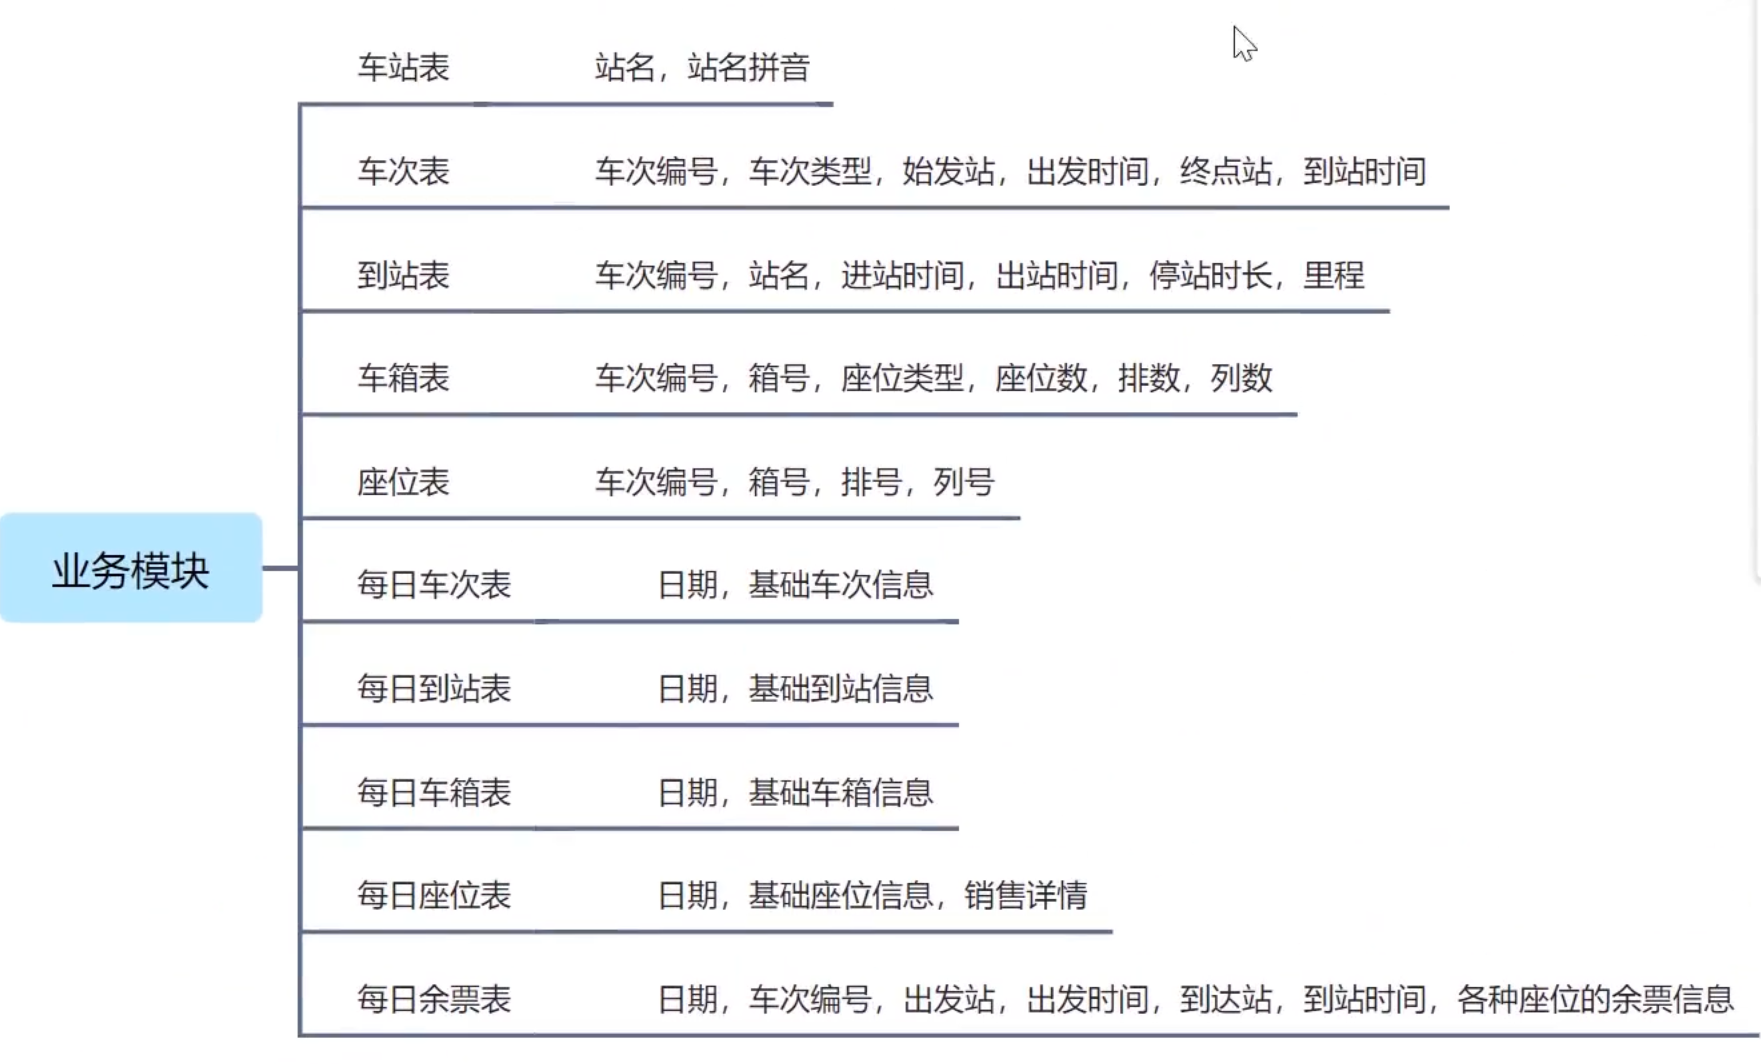 车站表 站名，站名拼音
车次表 车次编号，车次类型，始发站，出发时间，终点站，到站时间
到站表 车次编号，站名，进站时间，出站时间，停站时长，里程
车箱表 车次编号，箱号，座位类型，座位数，排数，列数
座位表 车次编号，箱号，排号，列号
业务模块
每日车次表 日期，基础车次信息
每日到站表 日期，基础到站信息
每日车箱表 日期，基础车箱信息
每日座位表 日期，基础座位信息，销售详情
每日余票表 日期，车次编号，出发站，出发时间，到达站，到站时间，各种座位的余票信息